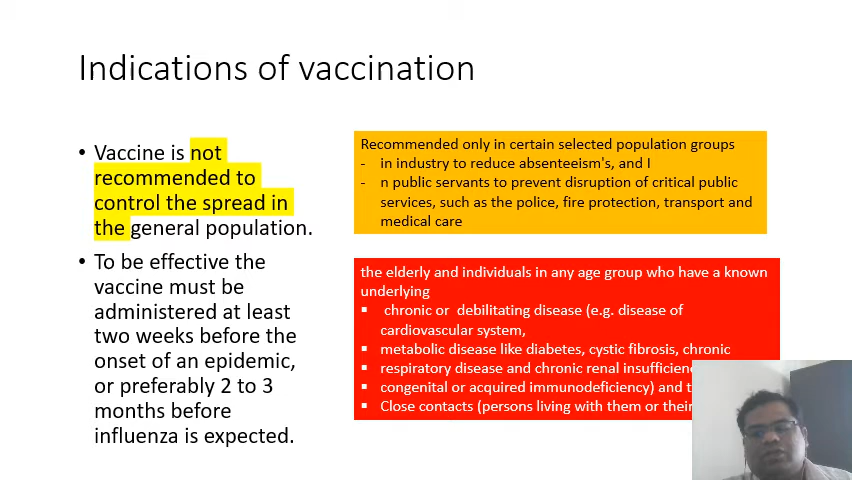 Indications of vaccination
• Vaccine is not
recommended to
control the spread in
the general population.
• To be effective the
vaccine must be
administered at least
two weeks before the
onset of an epidemic,
or preferably 2 to 3
months before
influenza is expected.
Recommended only in certain selected population groups
- in industry to reduce absenteeism's, and I
- n public servants to prevent disruption of critical public
services, such as the police, fire protection, transport and
medical care
the elderly and individuals in any age group who have a known
underlying
▪ chronic or debilitating disease (e.g. disease of
cardiovascular system,
▪ metabolic disease like diabetes, cystic fibrosis, chronic
▪ respiratory disease and chronic renal
▪ congenital or acquired immunodeficiency) and
▪ Close contacts (persons living with them or their